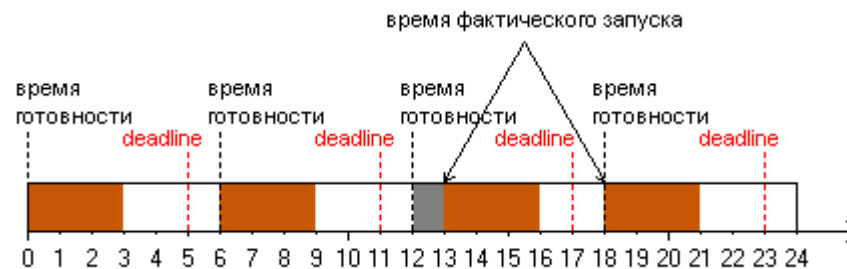 время фактического запуска
время
готовности
время
готовности
время
готовности
время
готовности
deadline
deadline
deadline
deadline
0 1 2 3 4 5 6 7 8 9 10 11 12 13 14 15 16 17 18 19 20 21 22 23 24